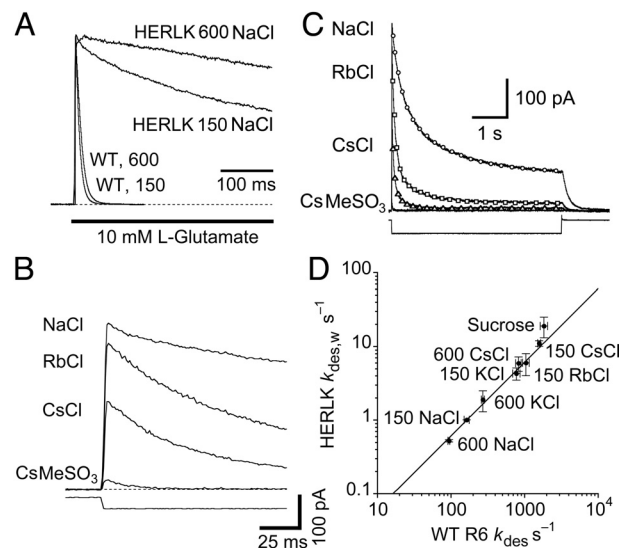 A
HERLK 600 NaCl
HERLK 150 NaCl
WT, 600
WT, 150
100 ms
10 mM L-Glutamate
B
NaCl
RbCl
CsCl
CsMeSO3
100 pA
25 ms
C
NaCl
RbCl
CsCl
CsMeSO3
100 pA
1 s
D
HERLK kdes,w s−1
100
10
1
0.1
Sucrose
600 CsCl
150 CsCl
150 KCl
150 RbCl
600 KCl
150 NaCl
600 NaCl
10
100
1000
10⁴
WT R6 kdes s−1